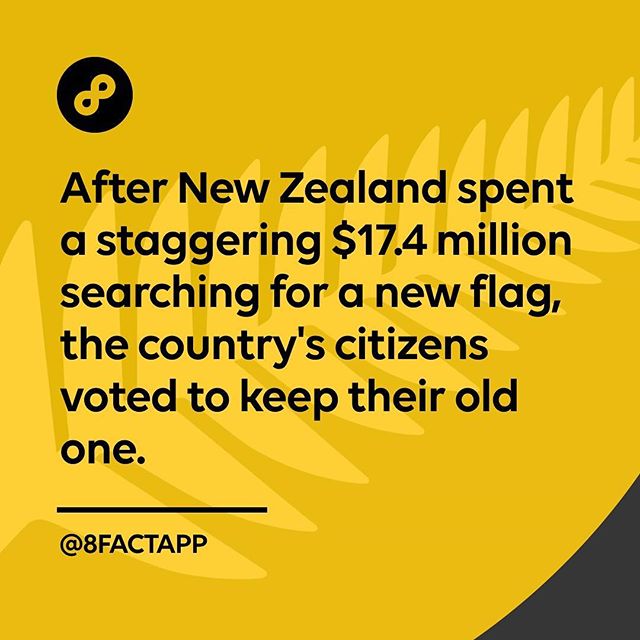 After New Zealand spent
a staggering $17.4 million
searching for a new flag,
the country's citizens
voted to keep their old
one.
@8FACTAPP